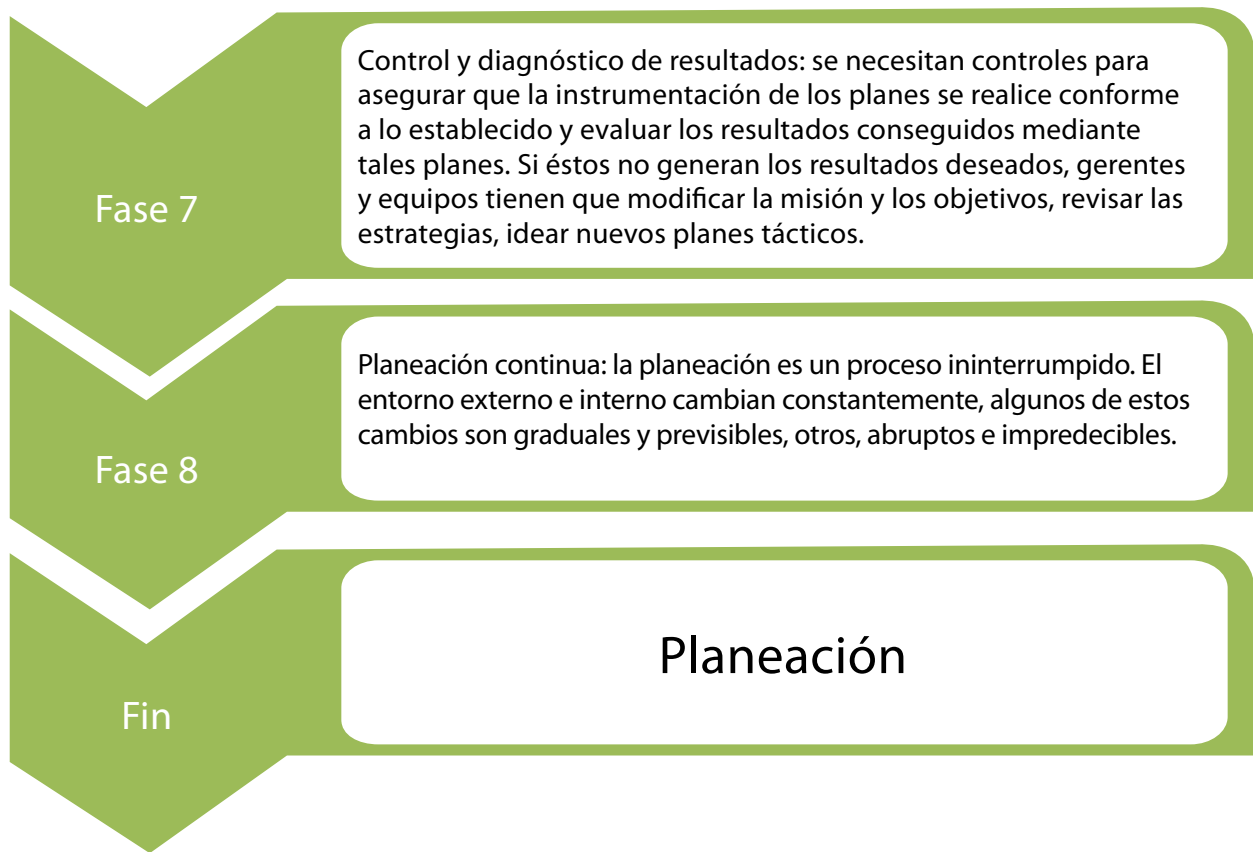 Fase 7
Control y diagnóstico de resultados: se necesitan controles para
asegurar que la instrumentación de los planes se realice conforme
a lo establecido y evaluar los resultados conseguidos mediante
tales planes. Si éstos no generan los resultados deseados, gerentes
y equipos tienen que modificar la misión y los objetivos, revisar las
estrategias, idear nuevos planes tácticos.
Fase 8
Planeación continua: la planeación es un proceso ininterrumpido. El
entorno externo e interno cambian constantemente, algunos de estos
cambios son graduales y previsibles, otros, abruptos e impredecibles.
Fin
Planeación